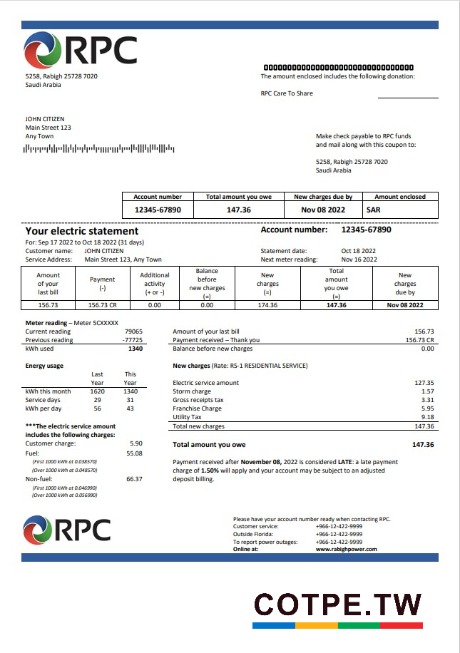 RPC
5258, Rabigh 25728 7020
Saudi Arabia
The amount enclosed includes the following donation:
RPC Care To Share
JOHN CITIZEN
Main Street 123
Any Town
Make check payable to RPC funds
and mail along with this coupon to:
5258, Rabigh 25728 7020
Saudi Arabia
Account number Total amount you owe New charges due by Amount enclosed
12345-67890 147.36 Nov 08 2022 SAR
Your electric statement Account number: 12345-67890
For: Sep 17 2022 to Oct 18 2022 (31 days)
Customer name: JOHN CITIZEN Statement date: Oct 18 2022
Service Address: Main Street 123, Any Town Next meter reading: Nov 16 2022
Amount of your last bill Payment (-) Additional activity (+ or -) Balance before new charges (=) New charges (=) Total amount you owe (=) New charges due by
156.73 156.73 CR 0.00 0.00 174.36 147.36 Nov 08 2022
Meter reading – Meter 5CXXXXX
Current reading 79065
Previous reading -77725
kWh used 1340
Energy usage
Last Year This Year
kWh this month 1620 1340
Service days 29 31
kWh per day 56 43
***The electric service amount
includes the following charges:
Customer charge: 5.90
Fuel: 55.08
(First 1000 kWh at 0.038570)
(Over 1000 kWh at 0.048570)
Non-fuel: 66.37
(First 1000 kWh at 0.046990)
(Over 1000 kWh at 0.056990)
Amount of your last bill 156.73
Payment received – Thank you 156.73 CR
Balance before new charges 0.00
New charges (Rate: RS-1 RESIDENTIAL SERVICE)
Electric service amount 127.35
Storm charge 1.57
Gross receipts tax 3.31
Franchise Charge 5.95
Utility Tax 9.18
Total new charges 147.36
Total amount you owe 147.36
Payment received after November 08, 2022 is considered LATE: a late payment
charge of 1.50% will apply and your account may be subject to an adjusted
deposit billing.
RPC
Please have your account number ready when contacting RPC.
Customer service: +966-12-422-9999
Outside Florida: +966-12-422-9999
To report power outages: +966-12-422-9999
Online at: www.rabighpower.com
COTPE.TW